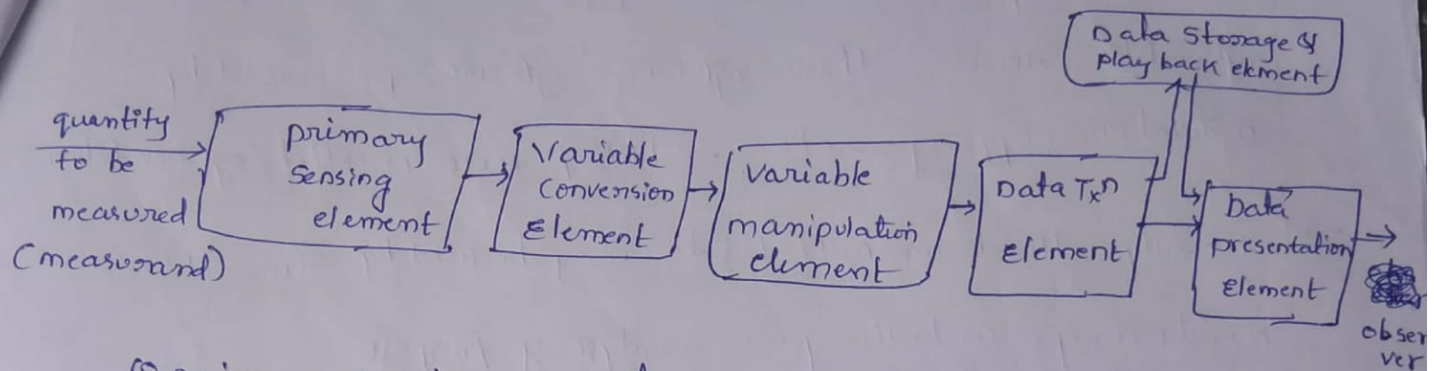 quantity
to be
measured
(measurand)
primary
sensing
element
Variable
Conversion
Element
Variable
manipulation
element
Data Txn
Element
Data Storage &
play back element
Data
presentation
Element
obser
ver